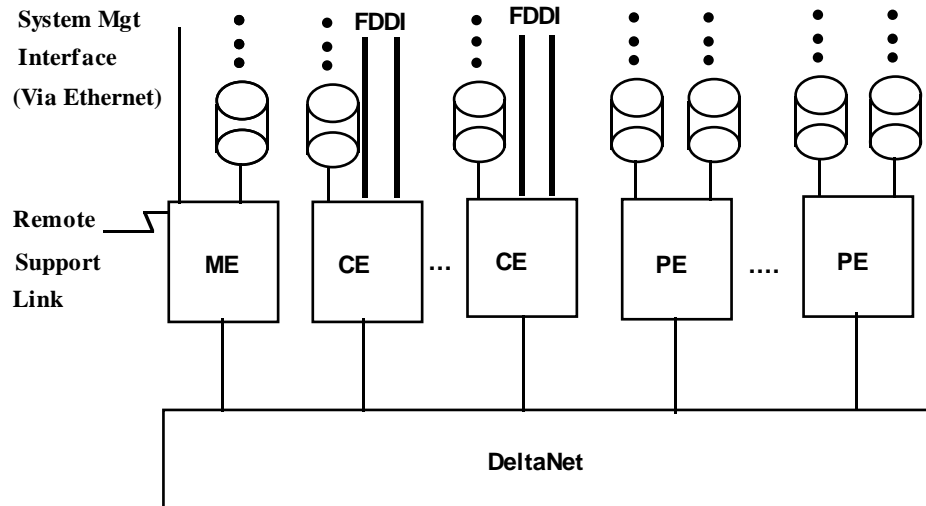 System Mgt
Interface
(Via Ethernet)
FDDI
FDDI
Remote
Support
Link
ME
CE
...
CE
PE
....
PE
DeltaNet